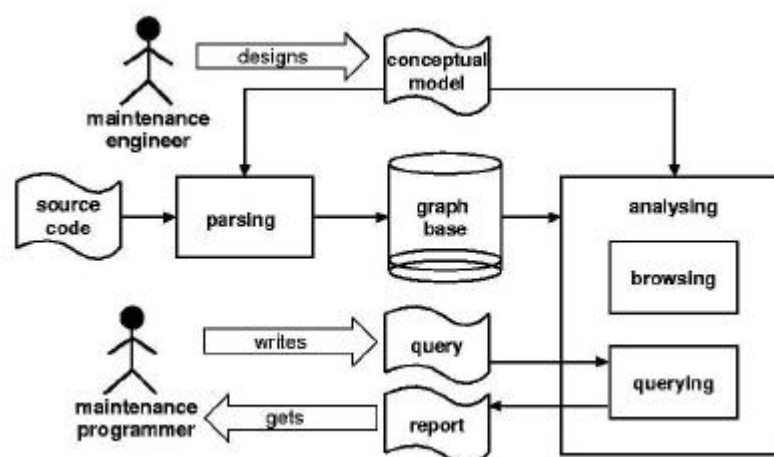 designs
conceptual
model
maintenance
engineer
source
code
parsing
graph
base
analysing
browsing
writes
query
querying
maintenance
programmer
gets
report